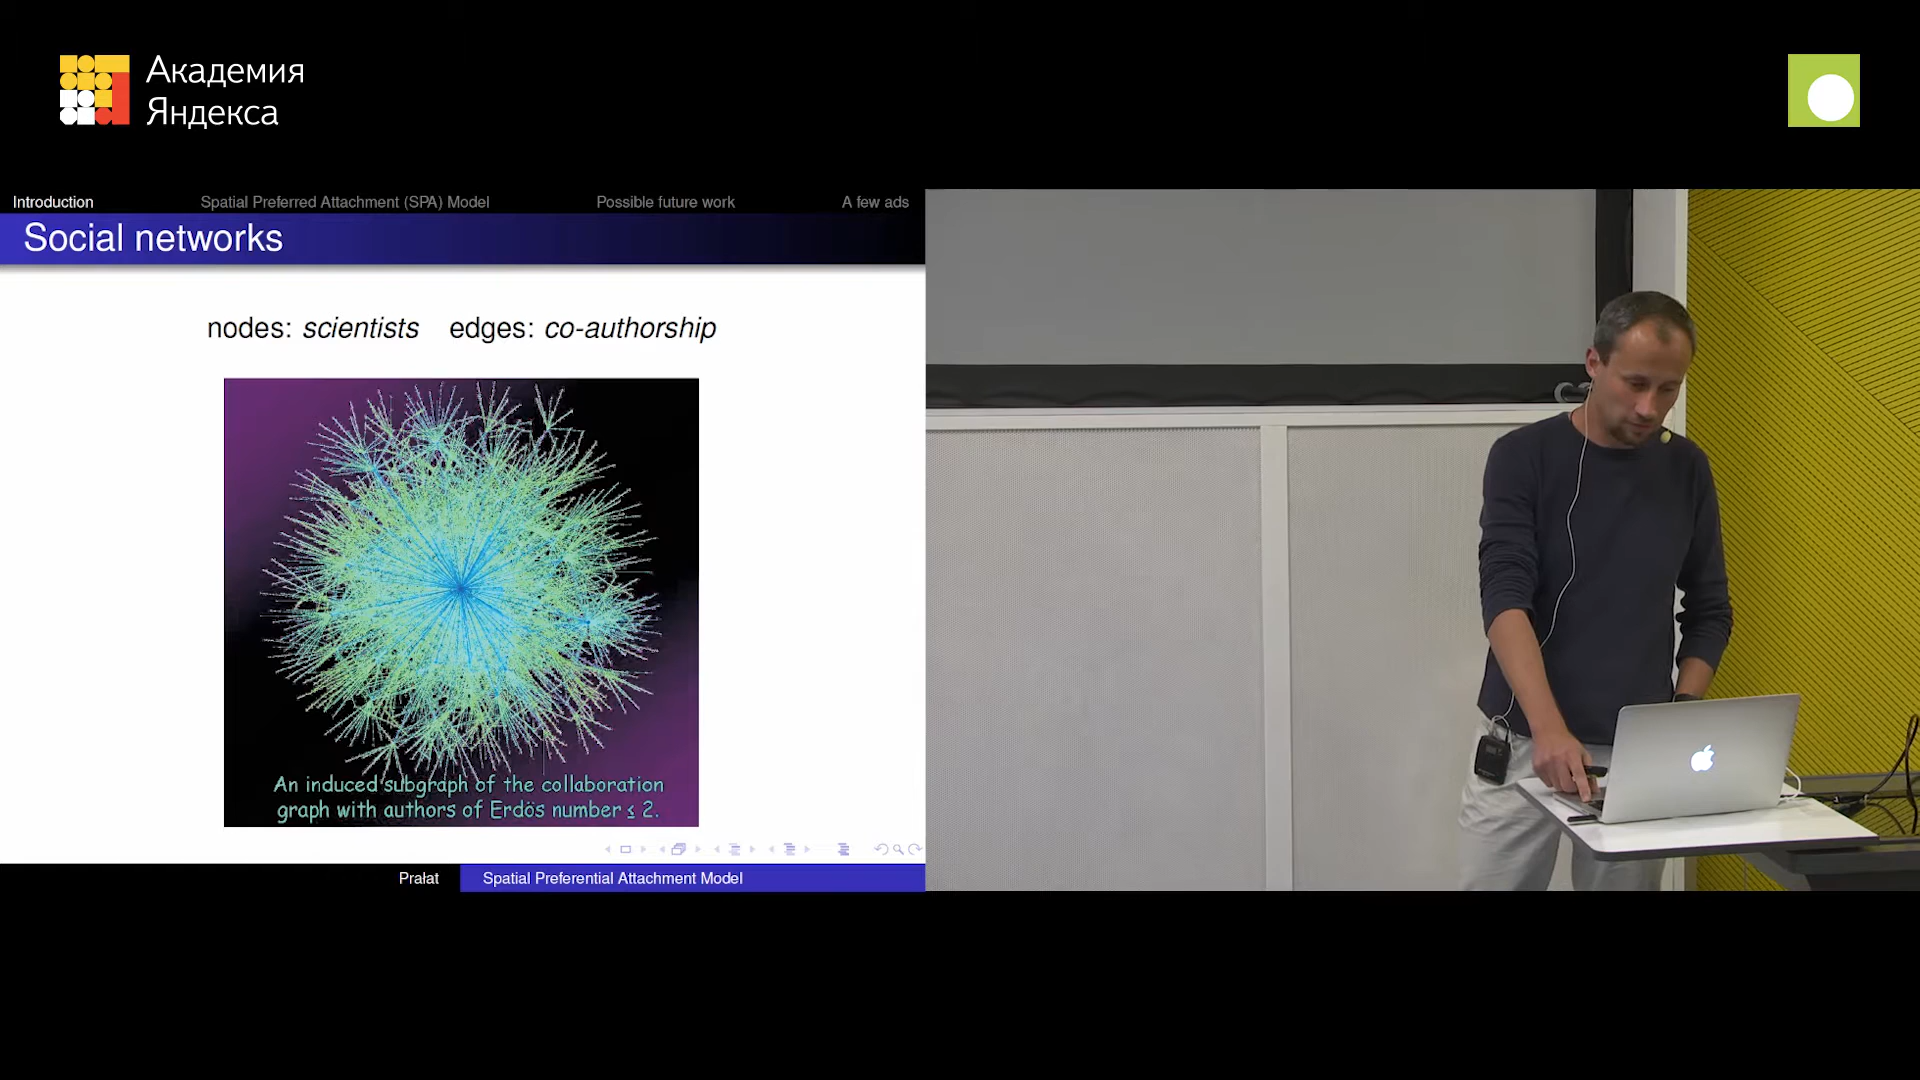 Академия
Яндекса
Introduction Spatial Preferred Attachment (SPA) Model Possible future work A few ads
Social networks
nodes: scientists edges: co-authorship
An induced subgraph of the collaboration
graph with authors of Erdös number ≤ 2.
Prałat Spatial Preferential Attachment Model